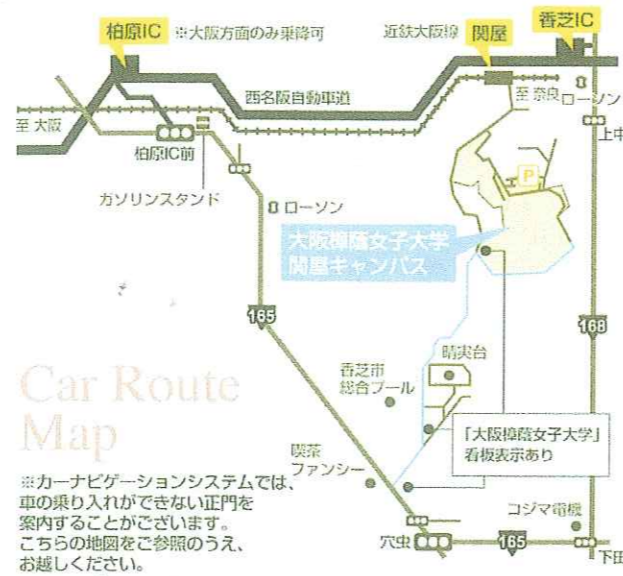 柏原IC
※大阪方面のみ乗降可
近鉄大阪線
関屋
香芝IC
西名阪自動車道
至 大阪
至 奈良
ローソン
柏原IC前
上中
ガソリンスタンド
ローソン
P
大阪樟蔭女子大学
関屋キャンパス
165
168
晴実台
香芝市
総合プール
Car Route
Map
「大阪樟蔭女子大学」
看板表示あり
喫茶
ファンシー
※カーナビゲーションシステムでは、
車の乗り入れができない正門を
案内することがございます。
こちらの地図をご参照のうえ、
お越しください。
コジマ電機
穴虫
165
下田